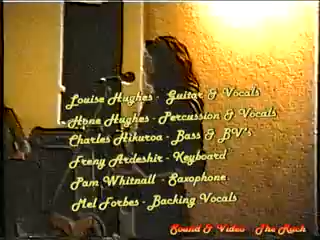 Louise Hughes - Guitar & Vocals
Hone Hughes - Percussion & Vocals
Charles Hikuroa - Bass & BV's
Freny Ardeshir - Keyboard
Pam Whitnall - Saxophone
Mel Forbes - Backing Vocals
Sound & Video - The Ruck